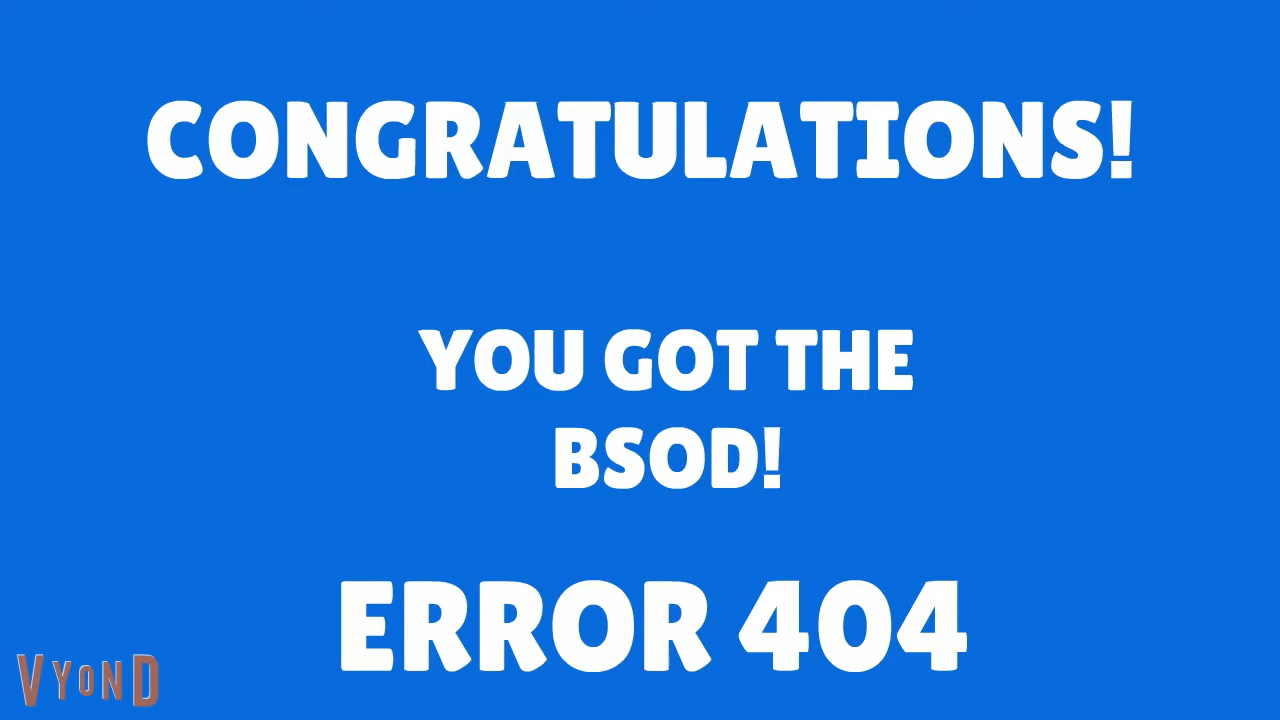 CONGRATULATIONS!
YOU GOT THE
BSOD!
ERROR 404
VYOND